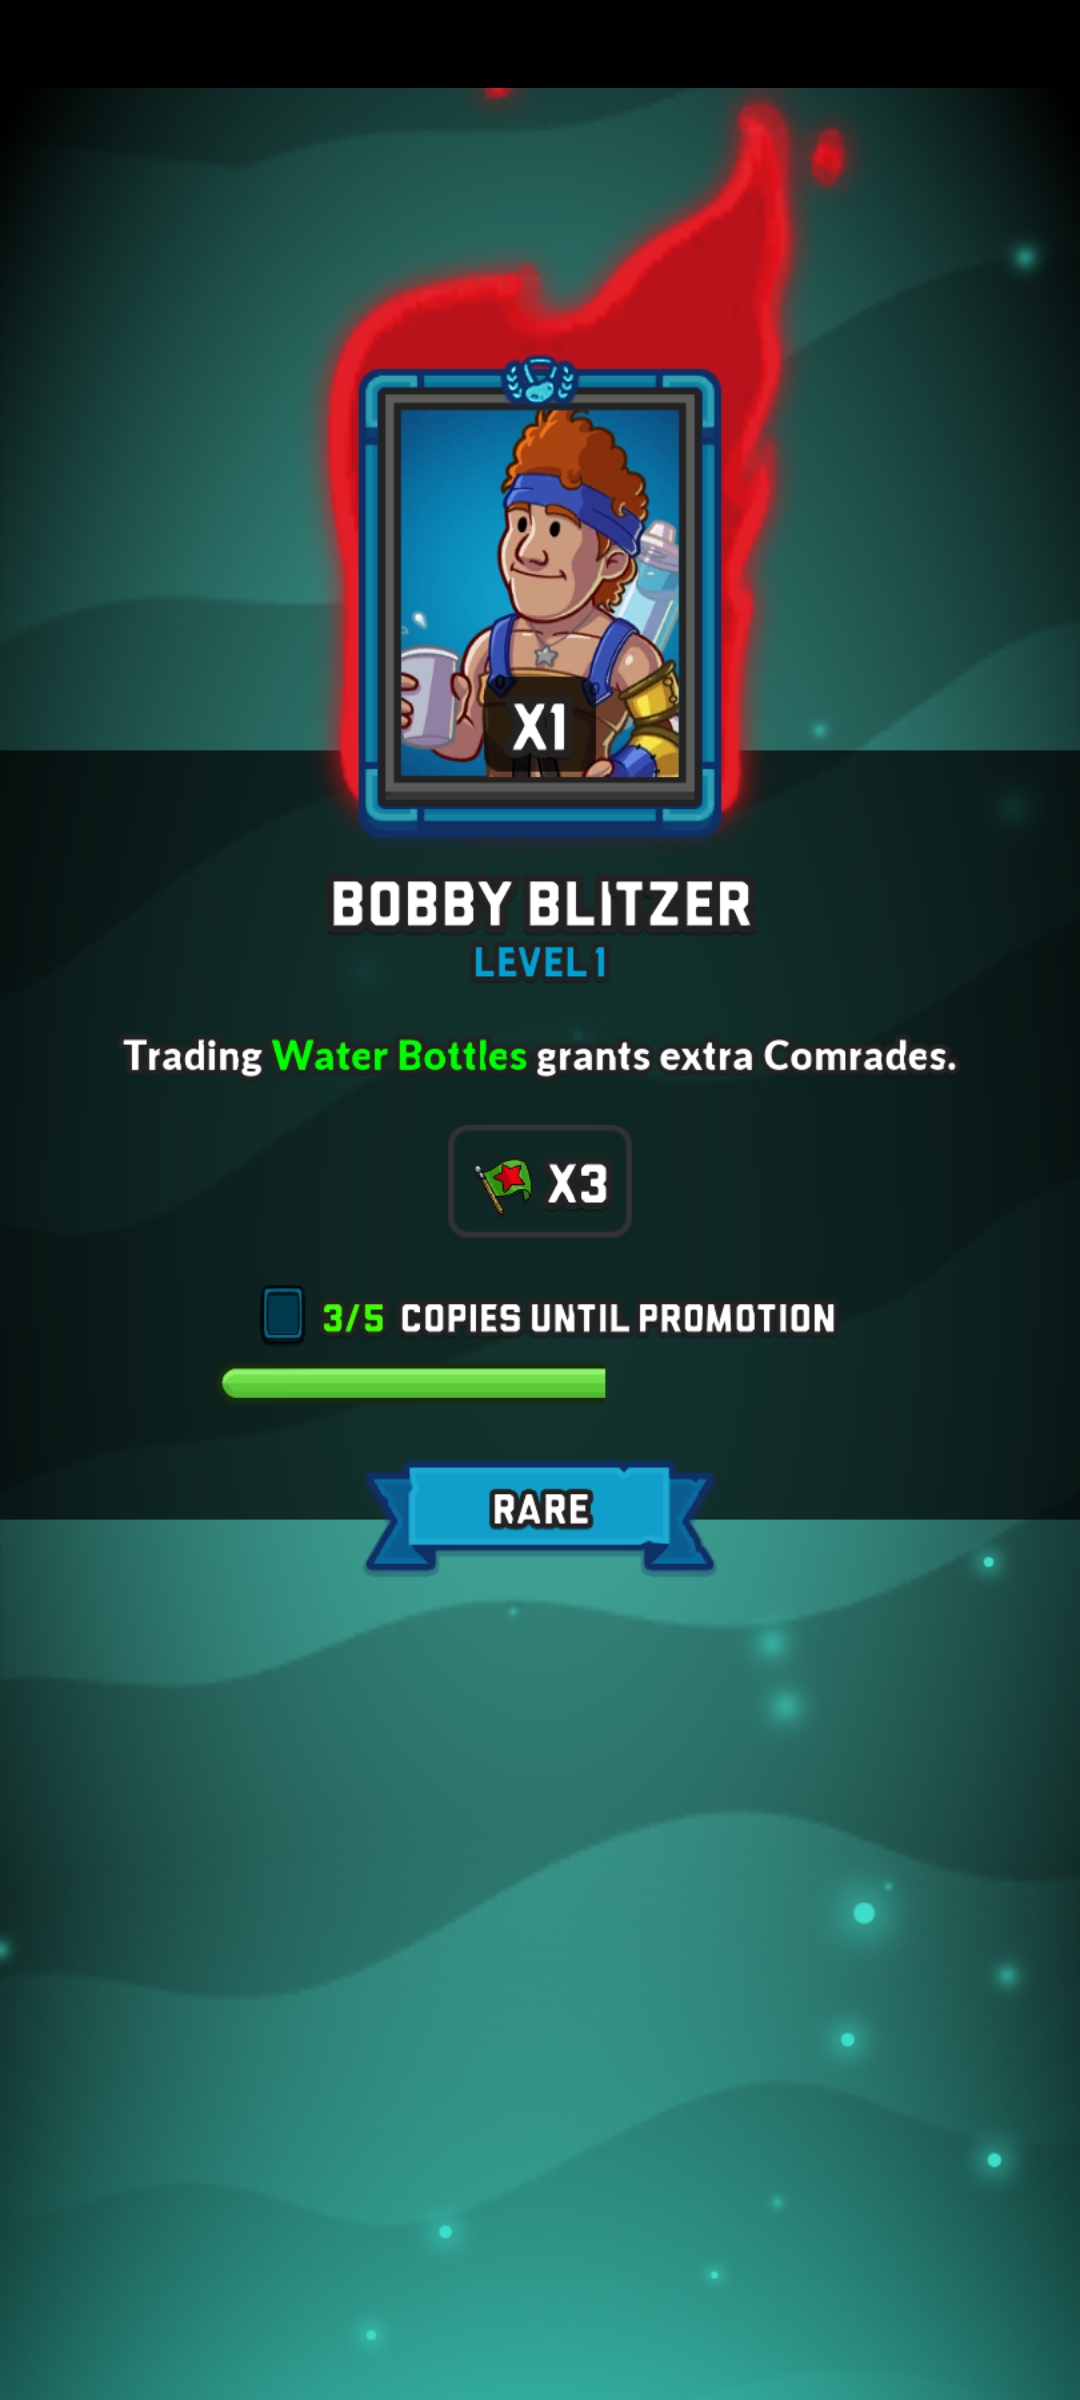 X1
BOBBY BLITZER
LEVEL 1
Trading Water Bottles grants extra Comrades.
X3
3/5 COPIES UNTIL PROMOTION
RARE